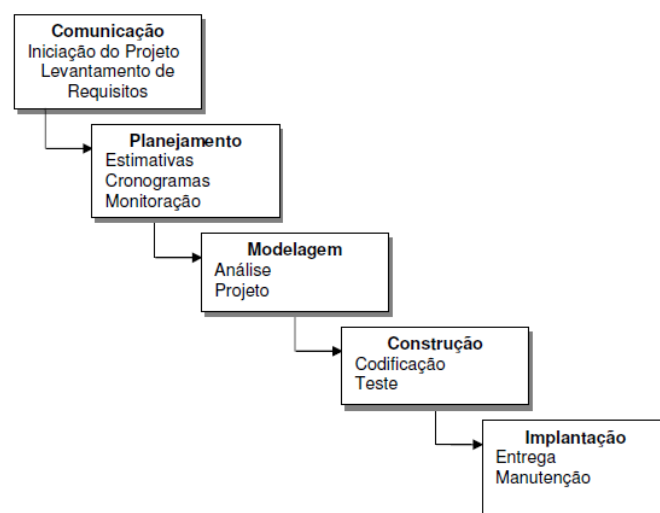 Comunicação
Iniciação do Projeto
Levantamento de
Requisitos
Planejamento
Estimativas
Cronogramas
Monitoração
Modelagem
Análise
Projeto
Construção
Codificação
Teste
Implantação
Entrega
Manutenção